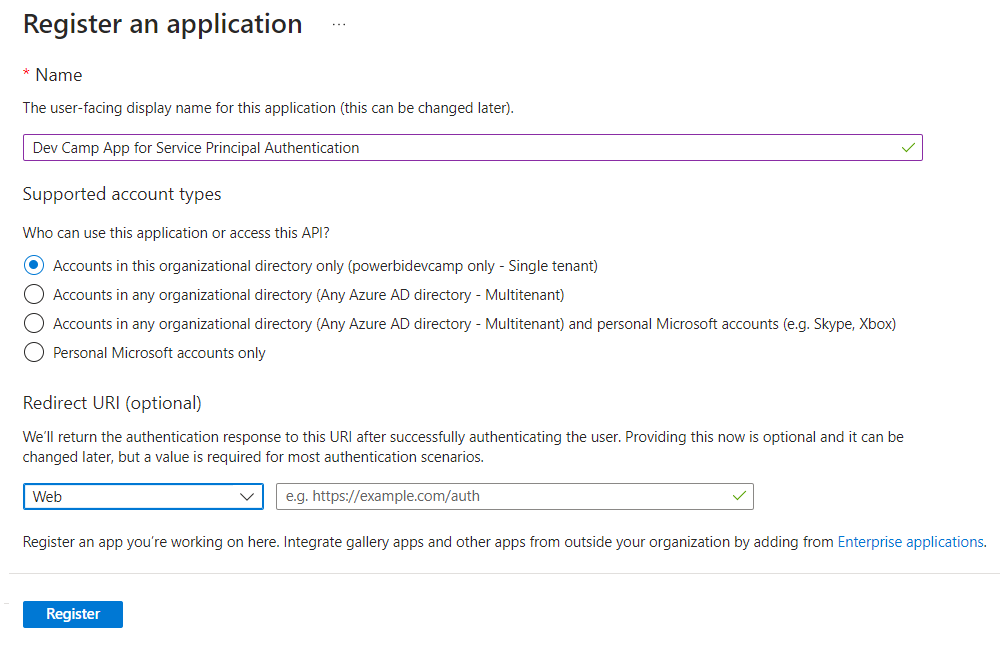 Register an application ...
* Name
The user-facing display name for this application (this can be changed later).
Dev Camp App for Service Principal Authentication
Supported account types
Who can use this application or access this API?
Accounts in this organizational directory only (powerbidevcamp only - Single tenant)
Accounts in any organizational directory (Any Azure AD directory - Multitenant)
Accounts in any organizational directory (Any Azure AD directory - Multitenant) and personal Microsoft accounts (e.g. Skype, Xbox)
Personal Microsoft accounts only
Redirect URI (optional)
We'll return the authentication response to this URI after successfully authenticating the user. Providing this now is optional and it can be
changed later, but a value is required for most authentication scenarios.
Web
e.g. https://example.com/auth
Register an app you're working on here. Integrate gallery apps and other apps from outside your organization by adding from Enterprise applications.
Register